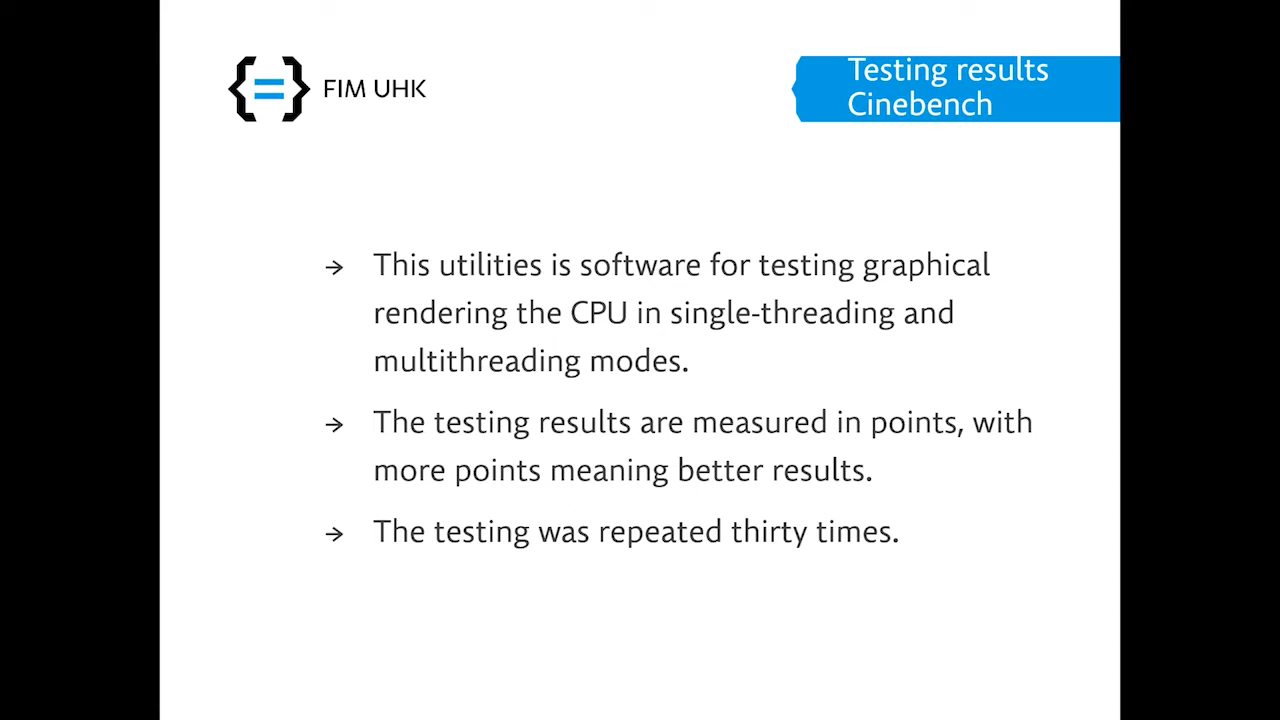 {=} FIM UHK
Testing results
Cinebench
→ This utilities is software for testing graphical
rendering the CPU in single-threading and
multithreading modes.
→ The testing results are measured in points, with
more points meaning better results.
→ The testing was repeated thirty times.